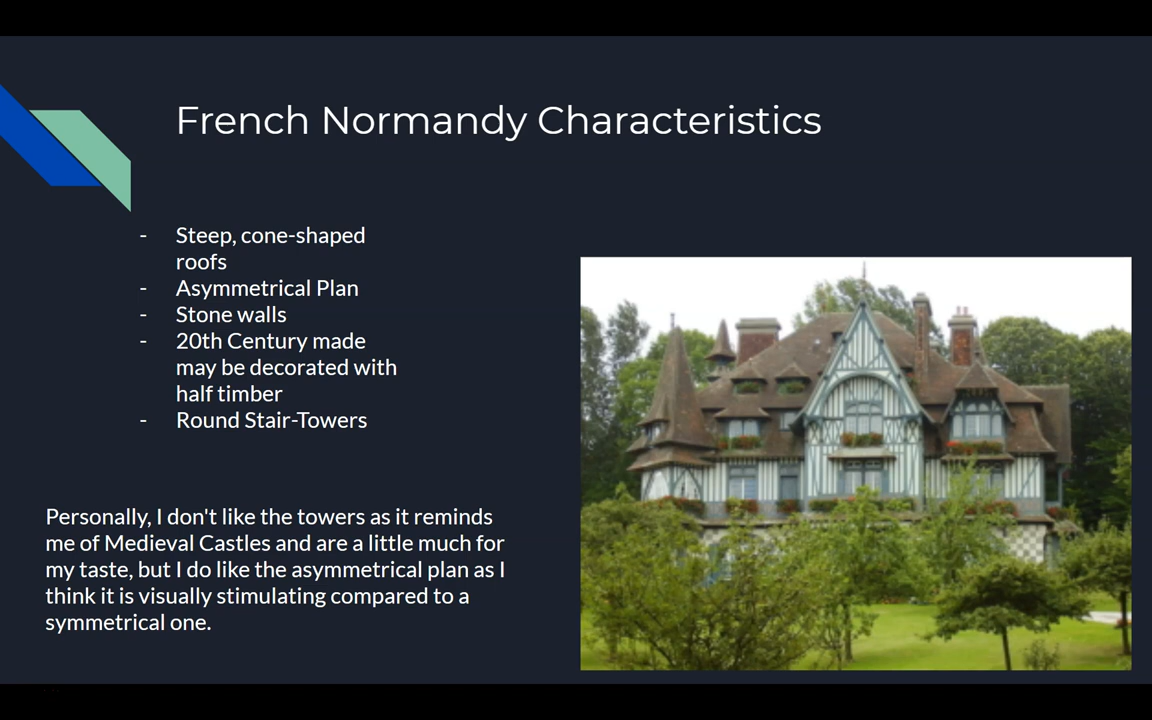 French Normandy Characteristics
- Steep, cone-shaped
roofs
- Asymmetrical Plan
- Stone walls
- 20th Century made
may be decorated with
half timber
- Round Stair-Towers
Personally, I don't like the towers as it reminds
me of Medieval Castles and are a little much for
my taste, but I do like the asymmetrical plan as I
think it is visually stimulating compared to a
symmetrical one.